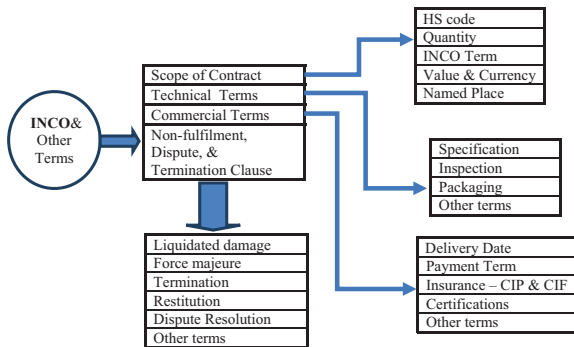 INCO&
Other
Terms
Scope of Contract
Technical Terms
Commercial Terms
Non-fulfilment,
Dispute, &
Termination Clause
HS code
Quantity
INCO Term
Value & Currency
Named Place
Specification
Inspection
Packaging
Other terms
Delivery Date
Payment Term
Insurance – CIP & CIF
Certifications
Other terms
Liquidated damage
Force majeure
Termination
Restitution
Dispute Resolution
Other terms